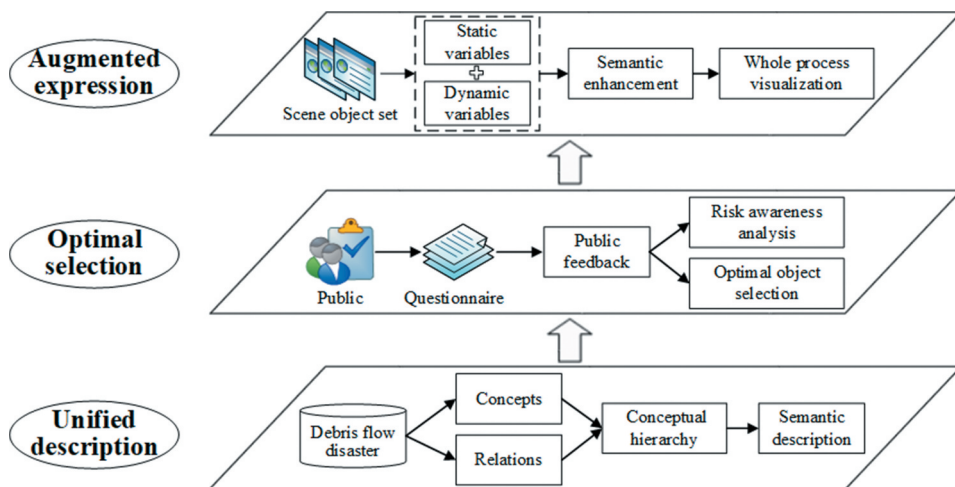 Augmented
expression
Scene object set
Static
variables
Dynamic
variables
Semantic
enhancement
Whole process
visualization
Optimal
selection
Public
Questionnaire
Public
feedback
Risk awareness
analysis
Optimal object
selection
Unified
description
Debris flow
disaster
Concepts
Relations
Conceptual
hierarchy
Semantic
description